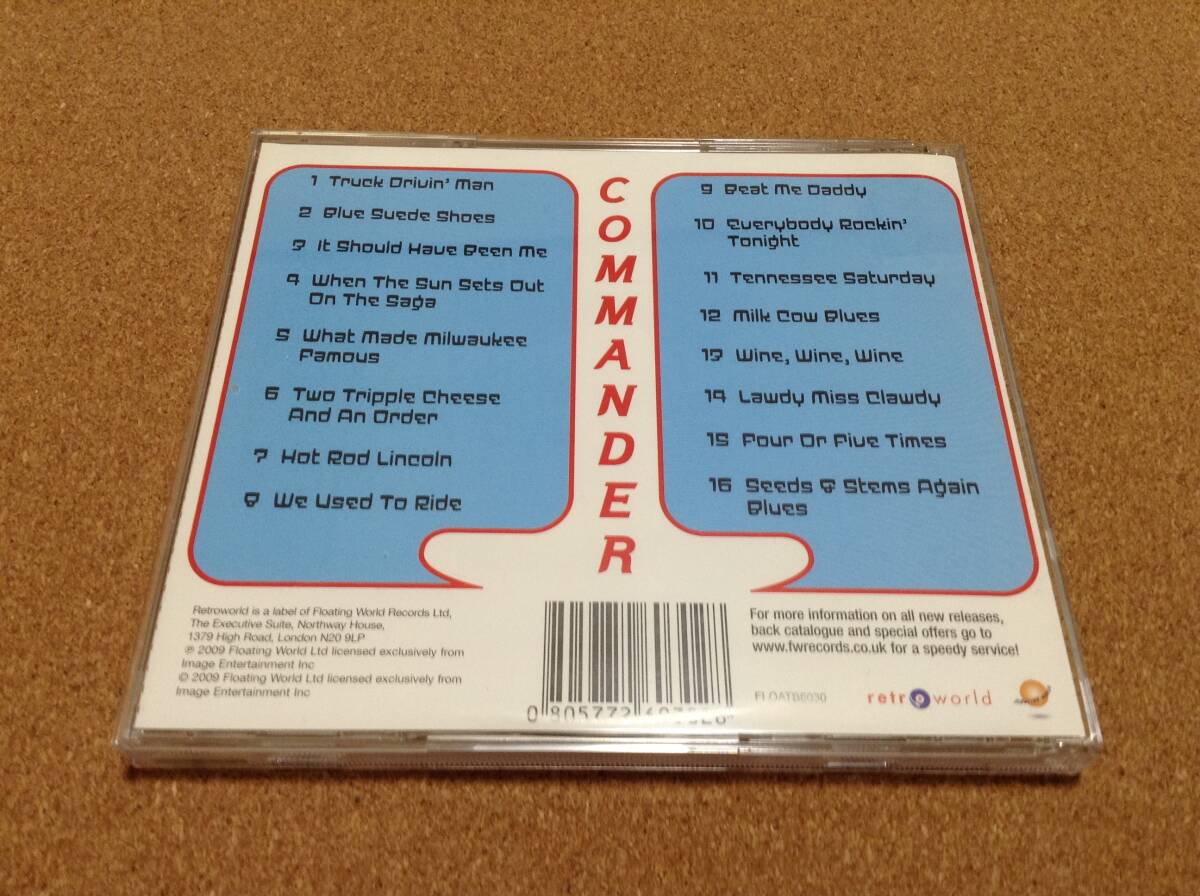 1 Truck Drivin' Man
2 Blue Suede Shoes
3 It Should Have Been Me
4 When The Sun Sets Out
On The Saga
5 What Made Milwaukee
Famous
6 Two Tripple Cheese
And An Order
7 Hot Rod Lincoln
8 We Used To Ride
COMMANDER
9 Beat Me Daddy
10 Everybody Rockin'
Tonight
11 Tennessee Saturday
12 Milk Cow Blues
13 Wine, Wine, Wine
14 Lawdy Miss Clawdy
15 Four Or Five Times
16 Seeds & Stems Again
Blues
Retroworld is a label of Floating World Records Ltd,
The Executive Suite, Northway House,
1379 High Road, London N20 9LP
℗ 2009 Floating World Ltd licensed exclusively from
Image Entertainment Inc
© 2009 Floating World Ltd licensed exclusively from
Image Entertainment Inc
For more information on all new releases,
back catalogue and special offers go to
www.fwrecords.co.uk for a speedy service!
FLOATB6030
retroworld